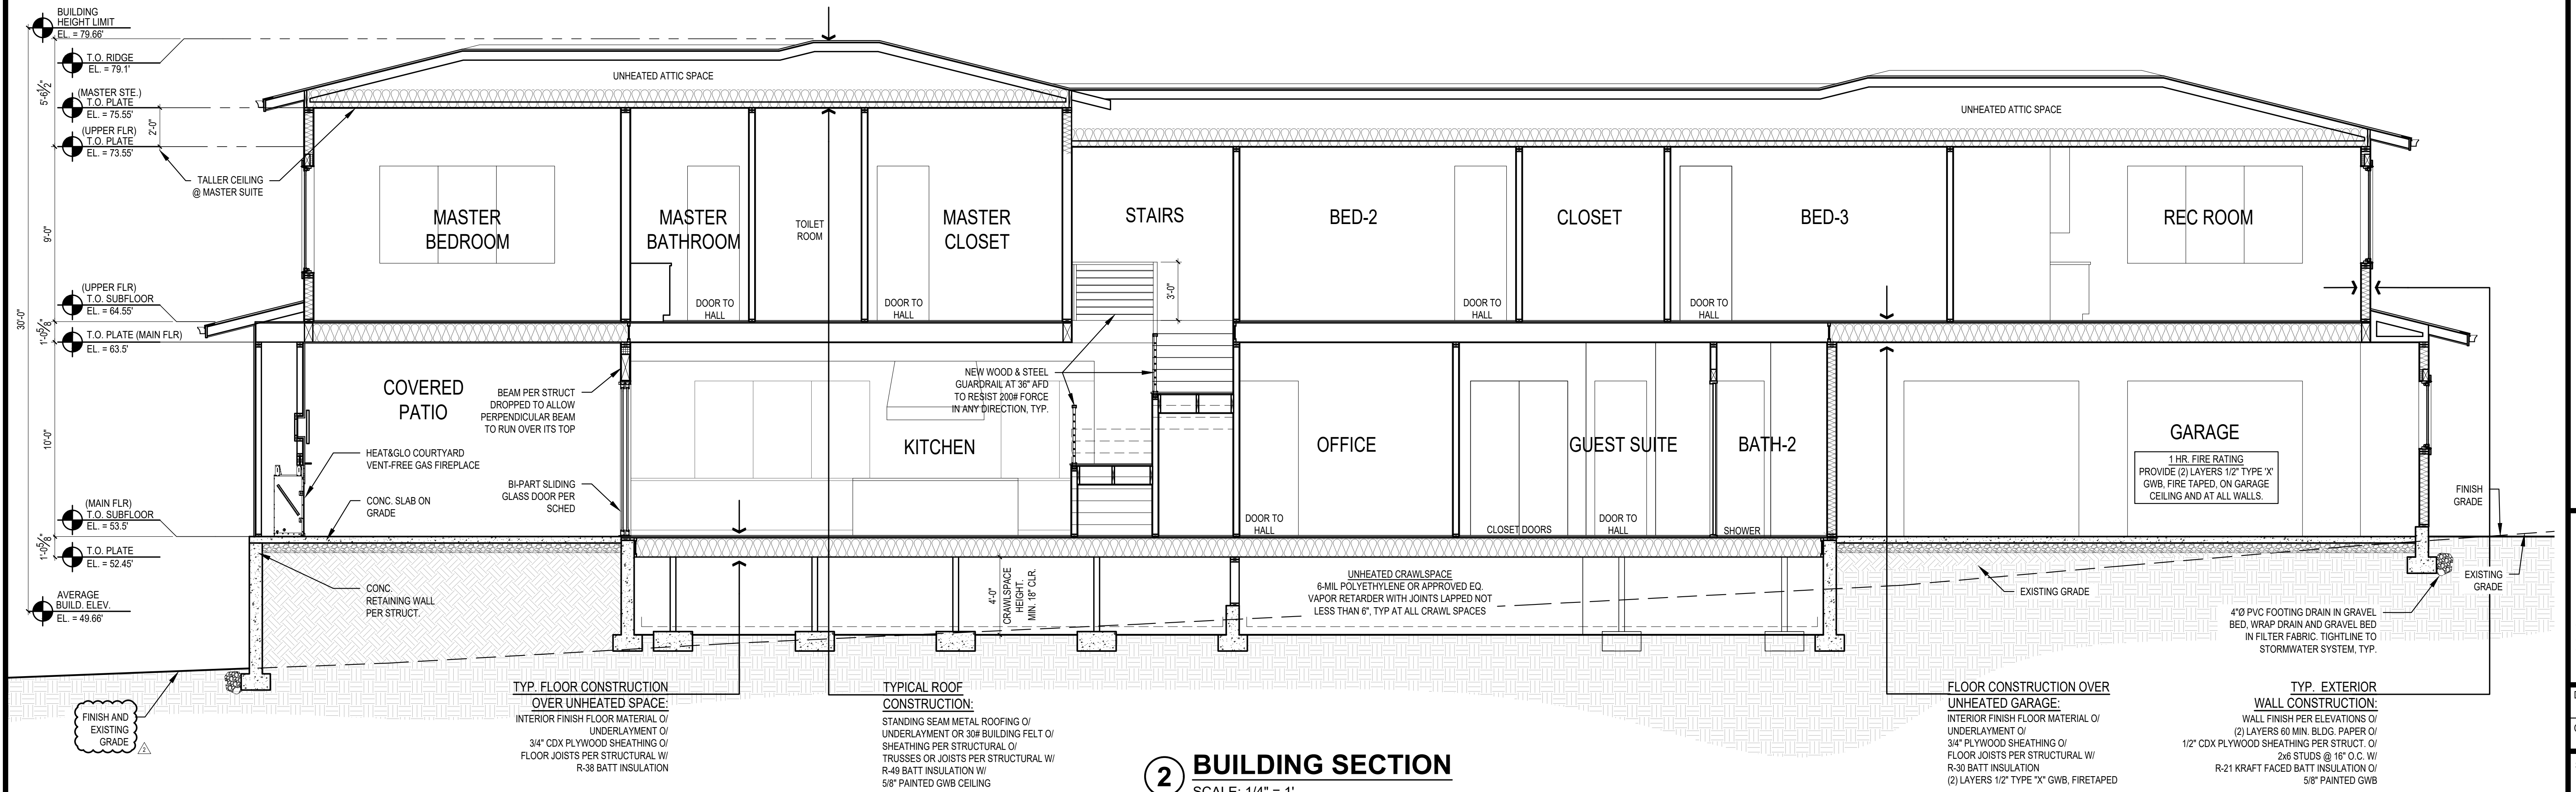 BUILDING
HEIGHT LIMIT
EL. = 79.66'
T.O. RIDGE
EL. = 79.1'
(MASTER STE.)
T.O. PLATE
EL. = 75.55'
(UPPER FLR)
T.O. PLATE
EL. = 73.55'
(UPPER FLR)
T.O. SUBFLOOR
EL. = 64.55'
T.O. PLATE (MAIN FLR)
EL. = 63.5'
(MAIN FLR)
T.O. SUBFLOOR
EL. = 53.5'
T.O. PLATE
EL. = 52.45'
AVERAGE
BUILD. ELEV.
EL. = 49.66'
30'-0"
5'-6 1/2"
2'-0"
9'-0"
1'-0 5/8"
10'-0"
1'-0 5/8"
TALLER CEILING
@ MASTER SUITE
UNHEATED ATTIC SPACE
UNHEATED ATTIC SPACE
MASTER
BEDROOM
MASTER
BATHROOM
TOILET
ROOM
MASTER
CLOSET
STAIRS
BED-2
CLOSET
BED-3
REC ROOM
DOOR TO
HALL
DOOR TO
HALL
DOOR TO
HALL
DOOR TO
HALL
3'-0"
COVERED
PATIO
BEAM PER STRUCT
DROPPED TO ALLOW
PERPENDICULAR BEAM
TO RUN OVER ITS TOP
HEAT&GLO COURTYARD
VENT-FREE GAS FIREPLACE
CONC. SLAB ON
GRADE
BI-PART SLIDING
GLASS DOOR PER
SCHED
KITCHEN
NEW WOOD & STEEL
GUARDRAIL AT 36" AFD
TO RESIST 200# FORCE
IN ANY DIRECTION, TYP.
OFFICE
GUEST SUITE
BATH-2
GARAGE
1 HR. FIRE RATING
PROVIDE (2) LAYERS 1/2" TYPE 'X'
GWB, FIRE TAPED, ON GARAGE
CEILING AND AT ALL WALLS.
DOOR TO
HALL
CLOSET DOORS
DOOR TO
HALL
SHOWER
FINISH
GRADE
CONC.
RETAINING WALL
PER STRUCT.
4'-0"
CRAWLSPACE
HEIGHT.
MIN. 18" CLR.
UNHEATED CRAWLSPACE
6-MIL POLYETHYLENE OR APPROVED EQ.
VAPOR RETARDER WITH JOINTS LAPPED NOT
LESS THAN 6", TYP AT ALL CRAWL SPACES
EXISTING GRADE
EXISTING
GRADE
4"Ø PVC FOOTING DRAIN IN GRAVEL
BED, WRAP DRAIN AND GRAVEL BED
IN FILTER FABRIC. TIGHTLINE TO
STORMWATER SYSTEM, TYP.
FINISH AND
EXISTING
GRADE
2
TYP. FLOOR CONSTRUCTION
OVER UNHEATED SPACE:
INTERIOR FINISH FLOOR MATERIAL O/
UNDERLAYMENT O/
3/4" CDX PLYWOOD SHEATHING O/
FLOOR JOISTS PER STRUCTURAL W/
R-38 BATT INSULATION
TYPICAL ROOF
CONSTRUCTION:
STANDING SEAM METAL ROOFING O/
UNDERLAYMENT OR 30# BUILDING FELT O/
SHEATHING PER STRUCTURAL O/
TRUSSES OR JOISTS PER STRUCTURAL W/
R-49 BATT INSULATION W/
5/8" PAINTED GWB CEILING
2 BUILDING SECTION
SCALE: 1/4" = 1'
FLOOR CONSTRUCTION OVER
UNHEATED GARAGE:
INTERIOR FINISH FLOOR MATERIAL O/
UNDERLAYMENT O/
3/4" PLYWOOD SHEATHING O/
FLOOR JOISTS PER STRUCTURAL W/
R-30 BATT INSULATION
(2) LAYERS 1/2" TYPE "X" GWB, FIRETAPED
TYP. EXTERIOR
WALL CONSTRUCTION:
WALL FINISH PER ELEVATIONS O/
(2) LAYERS 60 MIN. BLDG. PAPER O/
1/2" CDX PLYWOOD SHEATHING PER STRUCT. O/
2x6 STUDS @ 16" O.C. W/
R-21 KRAFT FACED BATT INSULATION O/
5/8" PAINTED GWB